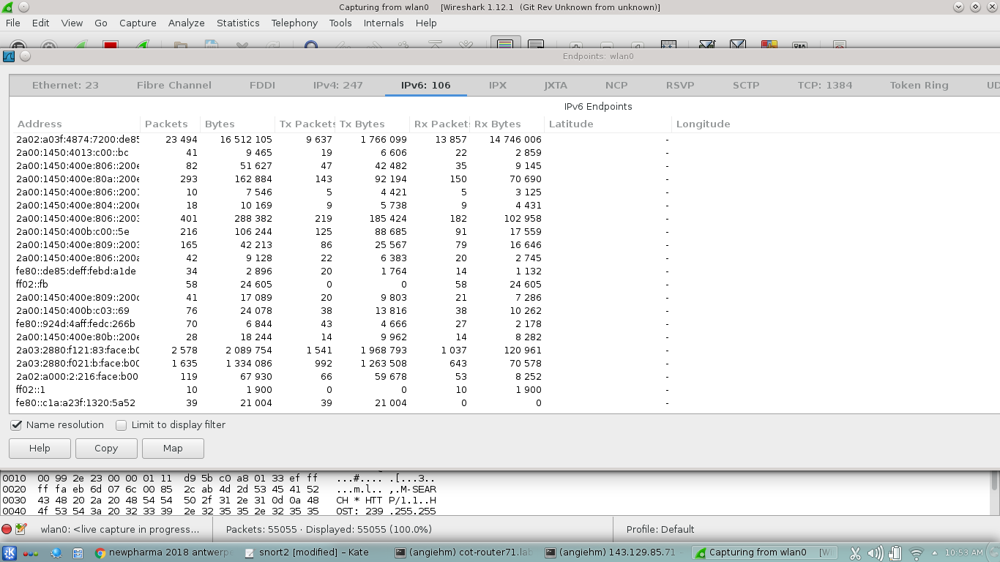 Capturing from wlan0 [Wireshark 1.12.1 (Git Rev Unknown from unknown)]
File Edit View Go Capture Analyze Statistics Telephony Tools Internals Help
Endpoints: wlan0
Ethernet: 23 Fibre Channel FDDI IPv4: 247 IPv6: 106 IPX JXTA NCP RSVP SCTP TCP: 1384 Token Ring UD
IPv6 Endpoints
Address Packets Bytes Tx Packets Tx Bytes Rx Packets Rx Bytes Latitude Longitude
2a02:a03f:4874:7200:de85 23 494 16 512 105 9 637 1 766 099 13 857 14 746 006 -
2a00:1450:4013:c00::bc 41 9 465 19 6 606 22 2 859 -
2a00:1450:400e:806::200e 82 51 627 47 42 482 35 9 145 -
2a00:1450:400e:80a::200e 293 162 884 143 92 194 150 70 690 -
2a00:1450:400e:806::2001 10 7 546 5 4 421 5 3 125 -
2a00:1450:400e:804::200e 18 10 169 9 5 738 9 4 431 -
2a00:1450:400e:806::2003 401 288 382 219 185 424 182 102 958 -
2a00:1450:400b:c00::5e 216 106 244 125 88 685 91 17 559 -
2a00:1450:400e:809::2003 165 42 213 86 25 567 79 16 646 -
2a00:1450:400e:806::200a 42 9 128 22 6 383 20 2 745 -
fe80::de85:deff:febd:a1de 34 2 896 20 1 764 14 1 132 -
ff02::fb 58 24 605 0 0 58 24 605 -
2a00:1450:400e:809::200d 41 17 089 20 9 803 21 7 286 -
2a00:1450:400b:c03::69 76 24 078 38 13 816 38 10 262 -
fe80::924d:4aff:fedc:266b 70 6 844 43 4 666 27 2 178 -
2a00:1450:400e:80b::200e 28 18 244 14 9 962 14 8 282 -
2a03:2880:f121:83:face:b0 2 578 2 089 754 1 541 1 968 793 1 037 120 961 -
2a03:2880:f021:b:face:b00 1 635 1 334 086 992 1 263 508 643 70 578 -
2a02:a000:2:216:face:b00 119 67 930 66 59 678 53 8 252 -
ff02::1 10 1 900 0 0 10 1 900 -
fe80::c1a:a23f:1320:5a52 39 21 004 39 21 004 0 0 -
Name resolution Limit to display filter
Help Copy Map
0010 00 99 2e 23 00 00 01 11 d9 5b c0 a8 01 33 ef ff ...#.... .[...3..
0020 ff fa eb 6d 07 6c 00 85 2c ab 4d 2d 53 45 41 52 ...m.l.. ,.M-SEAR
0030 43 48 20 2a 20 48 54 54 50 2f 31 2e 31 0d 0a 48 CH * HTT P/1.1..H
0040 4f 53 54 3a 20 32 33 39 2e 32 35 35 2e 32 35 35 OST: 239 .255.255
wlan0: <live capture in progress... Packets: 55055 · Displayed: 55055 (100.0%) Profile: Default
newpharma 2018 antwerpe snort2 [modified] – Kate (angiehm) cot-router71.lab (angiehm) 143.129.85.71 Capturing from wlan0 [Wi 10:53 AM